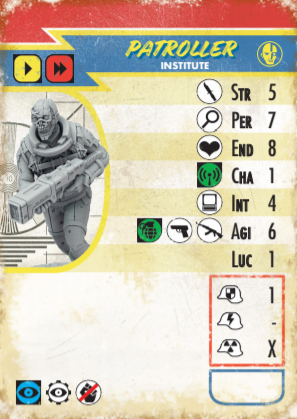 PATROLLER
INSTITUTE
STR 5
PER 7
END 8
CHA 1
INT 4
AGI 6
LUC 1
1
-
X